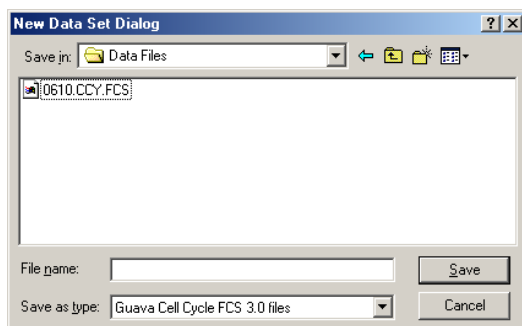 New Data Set Dialog
Save in: Data Files
0610.CCY.FCS
File name: Save
Save as type: Guava Cell Cycle FCS 3.0 files Cancel